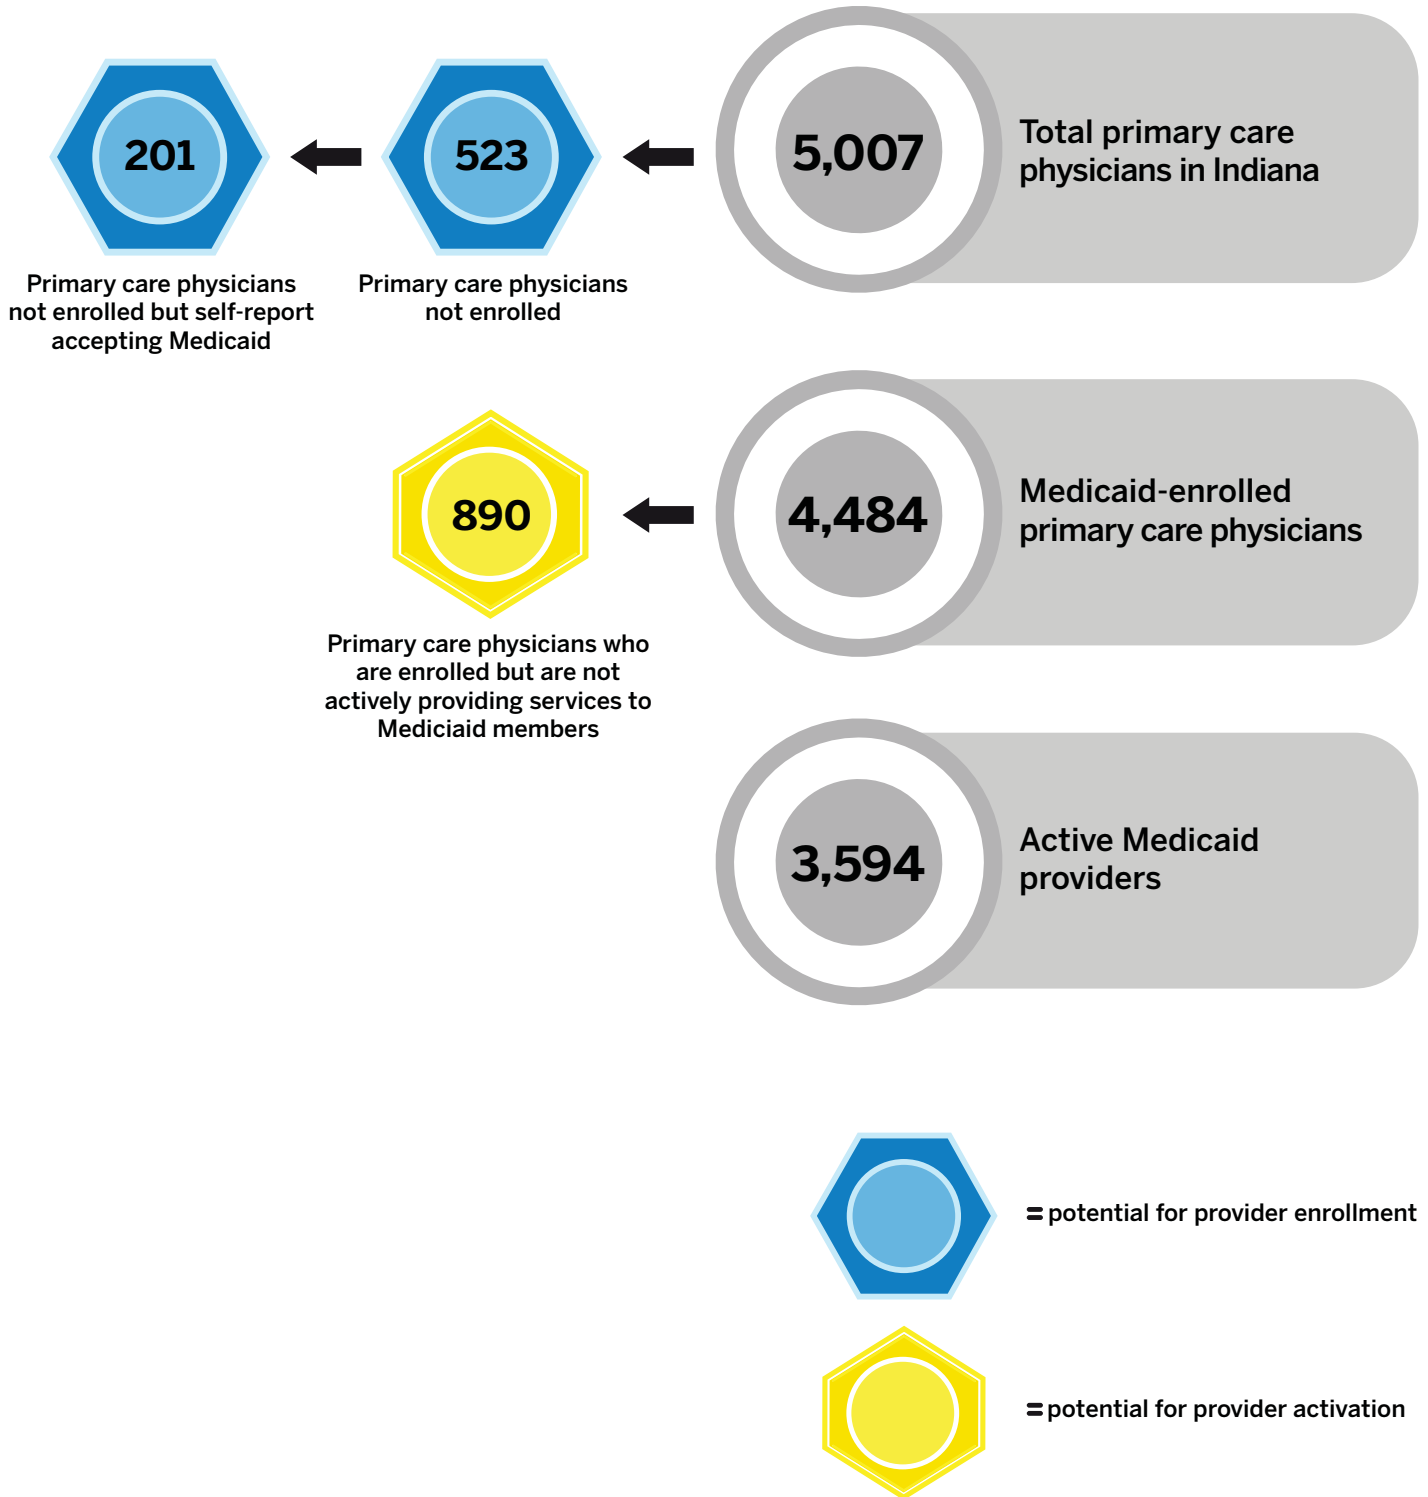 201
523
5,007
Total primary care
physicians in Indiana
Primary care physicians
not enrolled but self-report
accepting Medicaid
Primary care physicians
not enrolled
890
4,484
Medicaid-enrolled
primary care physicians
Primary care physicians who
are enrolled but are not
actively providing services to
Mediciaid members
3,594
Active Medicaid
providers
= potential for provider enrollment
= potential for provider activation